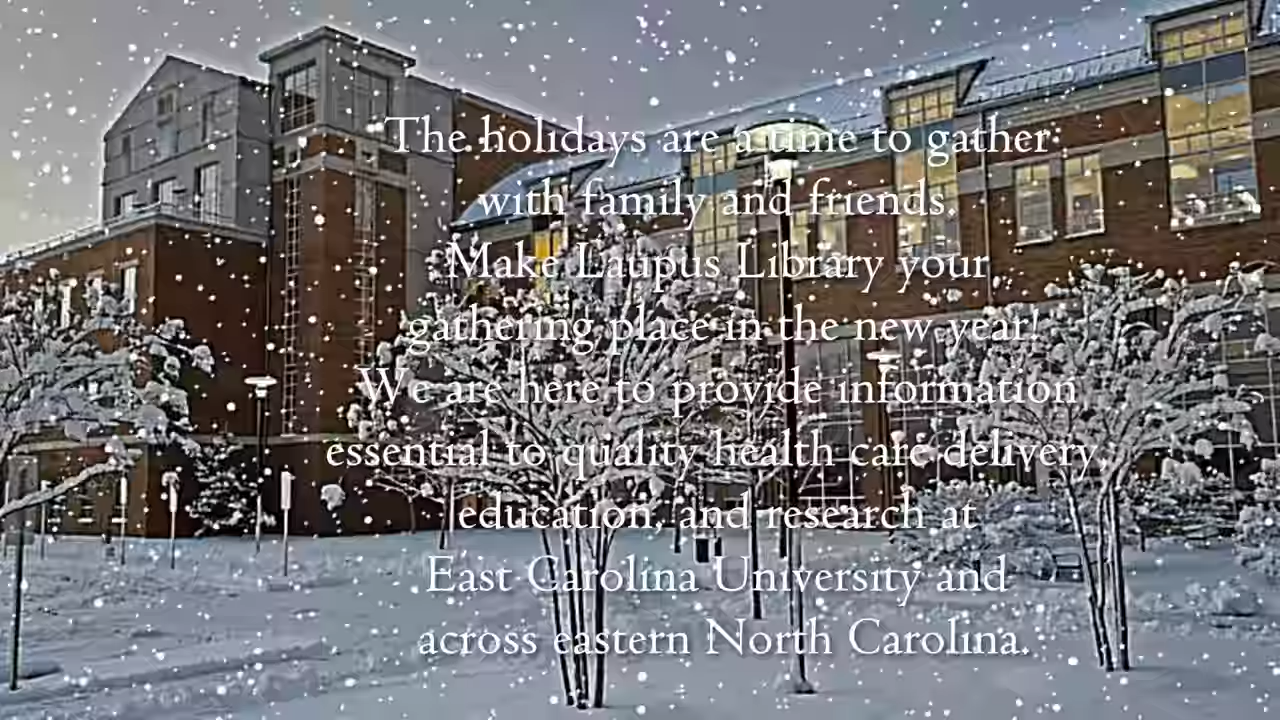 The holidays are a time to gather
with family and friends.
Make Laupus Library your
gathering place in the new year!
We are here to provide information
essential to quality health care delivery,
education, and research at
East Carolina University and
across eastern North Carolina.